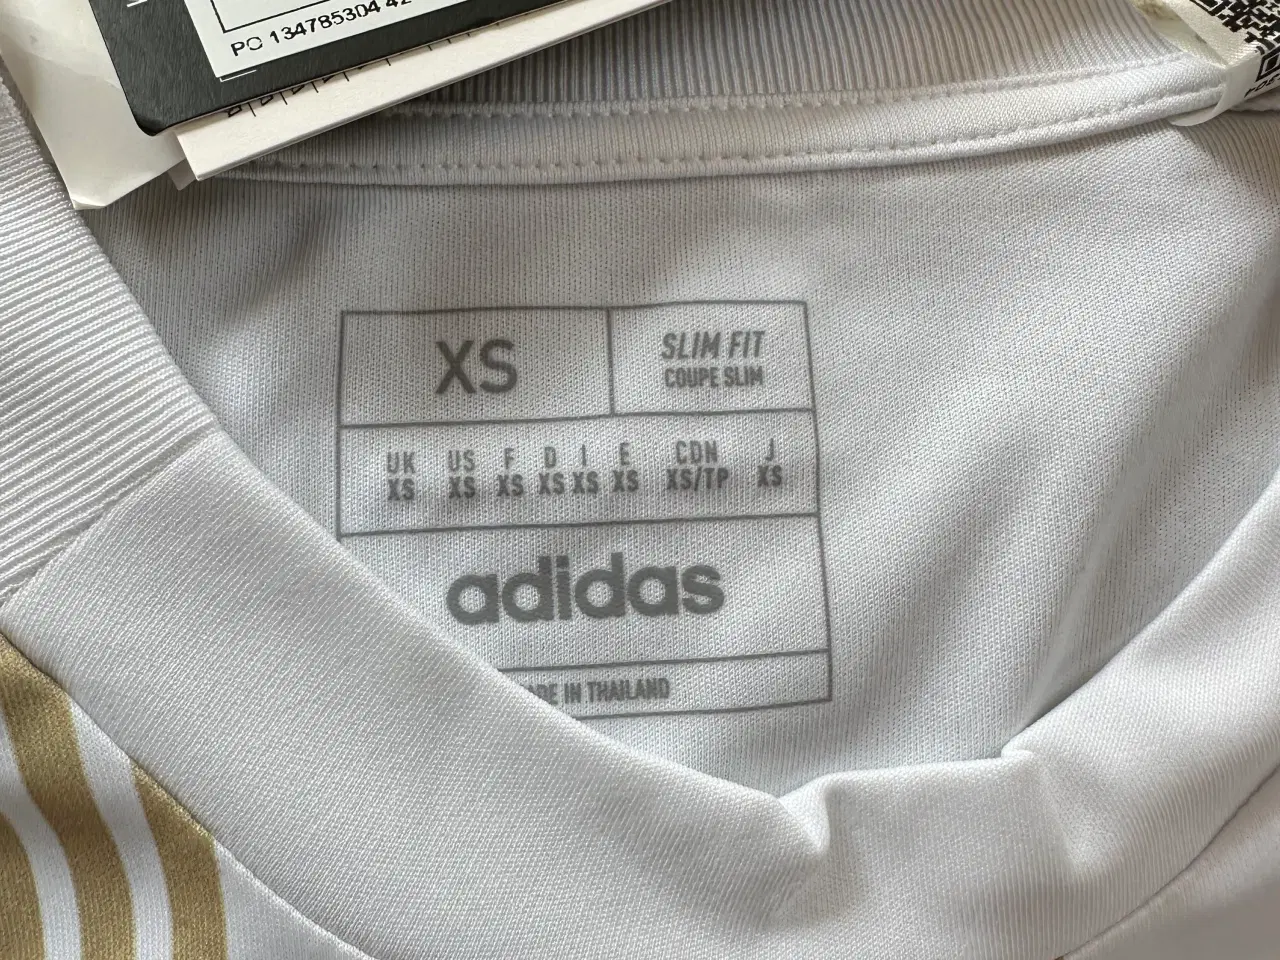 PO 134785304 42
XS
SLIM FIT
COUPE SLIM
UK US F D I E CDN J
XS XS XS XS XS XS XS/TP XS
adidas
ADE IN THAILAND